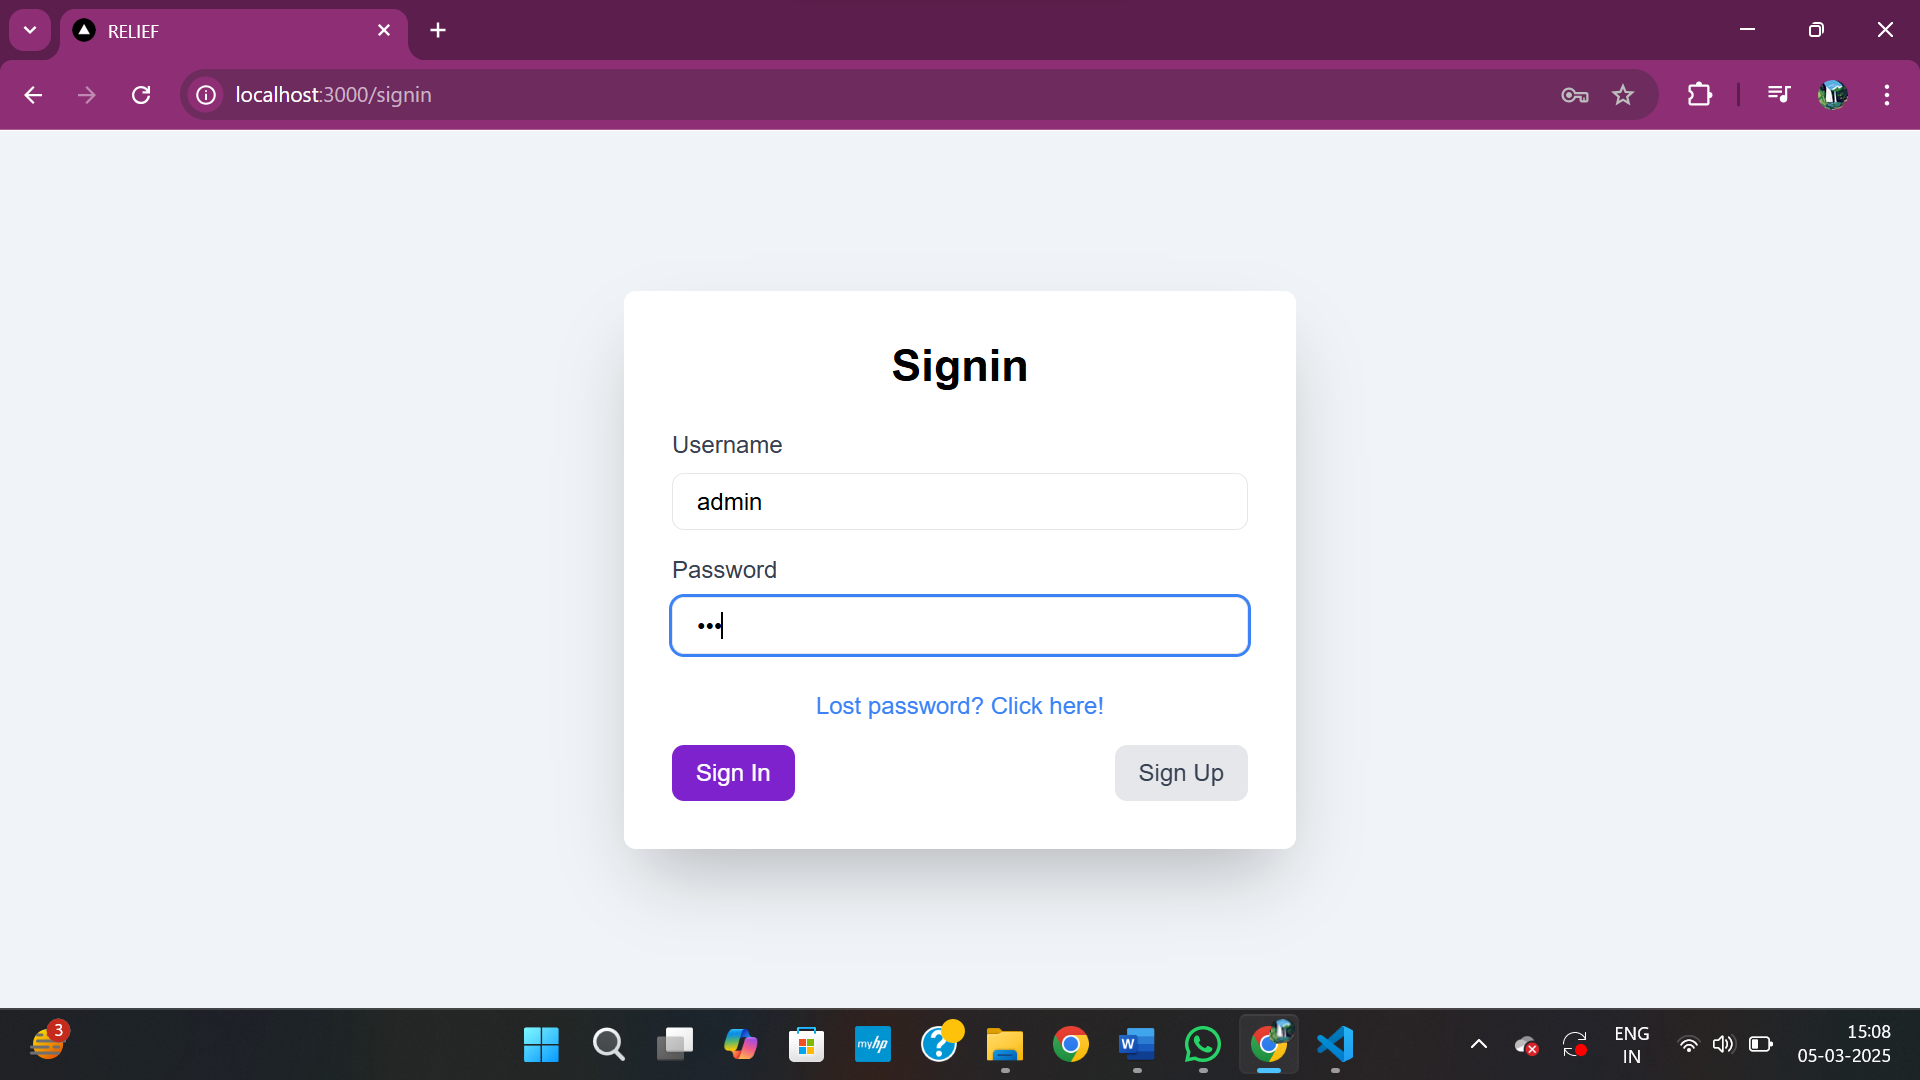 RELIEF
localhost:3000/signin
Signin
Username
admin
Password
•••
Lost password? Click here!
Sign In
Sign Up
3
myhp
?
W
ENG
IN
15:08
05-03-2025